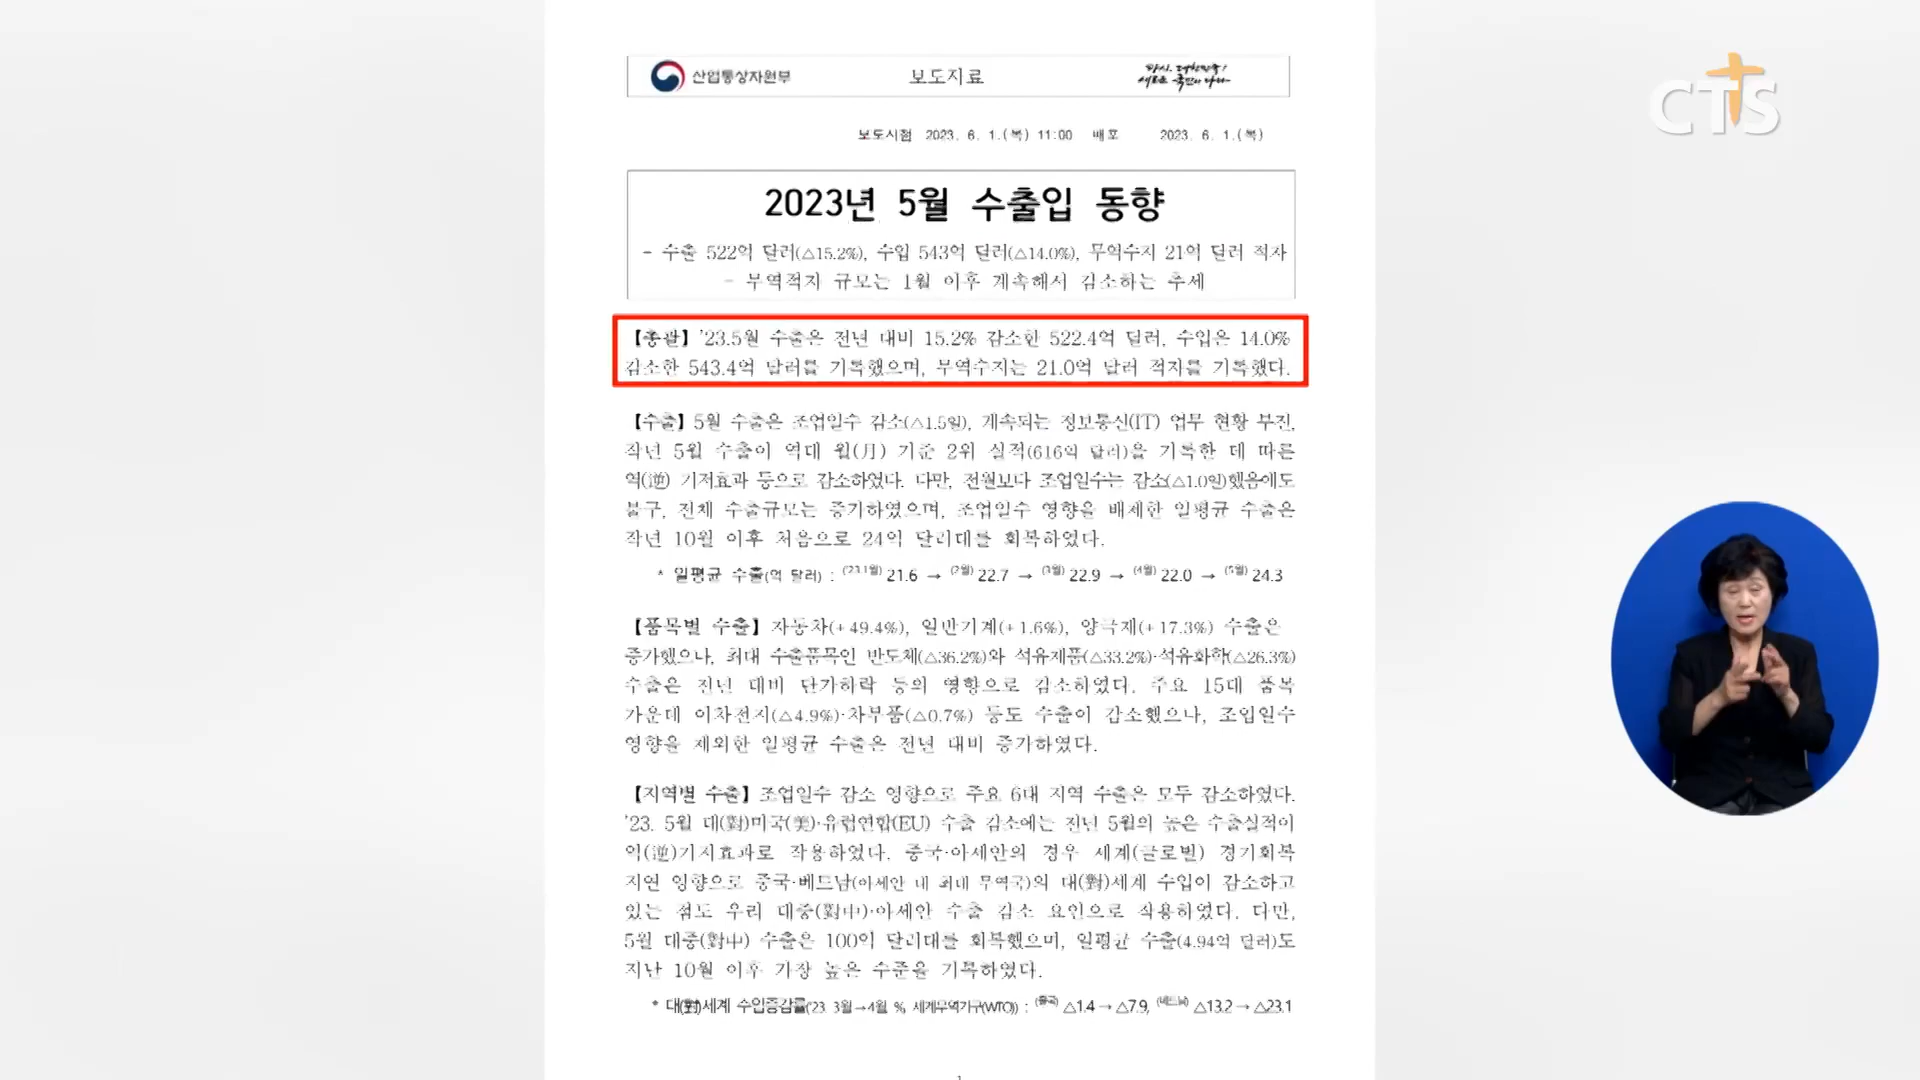 산업통상자원부
보도자료
다시, 대한민국!
새로운 국민의 나라
CTS
보도시점 2023. 6. 1.(목) 11:00 배포 2023. 6. 1.(목)
2023년 5월 수출입 동향
- 수출 522억 달러(△15.2%), 수입 543억 달러(△14.0%), 무역수지 21억 달러 적자
- 무역적자 규모는 1월 이후 계속해서 감소하는 추세
【총괄】 '23.5월 수출은 전년 대비 15.2% 감소한 522.4억 달러, 수입은 14.0%
감소한 543.4억 달러를 기록했으며, 무역수지는 21.0억 달러 적자를 기록했다.
【수출】 5월 수출은 조업일수 감소(△1.5일), 계속되는 정보통신(IT) 업무 현황 부진,
작년 5월 수출이 역대 월(月) 기준 2위 실적(616억 달러)을 기록한 데 따른
역(逆) 기저효과 등으로 감소하였다. 다만, 전월보다 조업일수는 감소(△1.0일)했음에도
불구, 전체 수출규모는 증가하였으며, 조업일수 영향을 배제한 일평균 수출은
작년 10월 이후 처음으로 24억 달러대를 회복하였다.
* 일평균 수출(억 달러) : ('23.1월) 21.6 → (2월) 22.7 → (3월) 22.9 → (4월) 22.0 → (5월) 24.3
【품목별 수출】 자동차(+49.4%), 일반기계(+1.6%), 양극재(+17.3%) 수출은
증가했으나, 최대 수출품목인 반도체(△36.2%)와 석유제품(△33.2%)·석유화학(△26.3%)
수출은 전년 대비 단가하락 등의 영향으로 감소하였다. 주요 15대 품목
가운데 이차전지(△4.9%)·차부품(△0.7%) 등도 수출이 감소했으나, 조업일수
영향을 제외한 일평균 수출은 전년 대비 증가하였다.
【지역별 수출】 조업일수 감소 영향으로 주요 6대 지역 수출은 모두 감소하였다.
'23. 5월 대(對)미국(美)·유럽연합(EU) 수출 감소에는 전년 5월의 높은 수출실적이
역(逆)기저효과로 작용하였다. 중국·아세안의 경우 세계(글로벌) 경기회복
지연 영향으로 중국·베트남(아세안 내 최대 무역국)의 대(對)세계 수입이 감소하고
있는 점도 우리 대중(對中)·아세안 수출 감소 요인으로 작용하였다. 다만,
5월 대중(對中) 수출은 100억 달러대를 회복했으며, 일평균 수출(4.94억 달러)도
지난 10월 이후 가장 높은 수준을 기록하였다.
* 대(對)세계 수입증감률('23. 3월→4월 %, 세계무역기구(WTO)) : (중국) △1.4 → △7.9, (베트남) △13.2 → △23.1